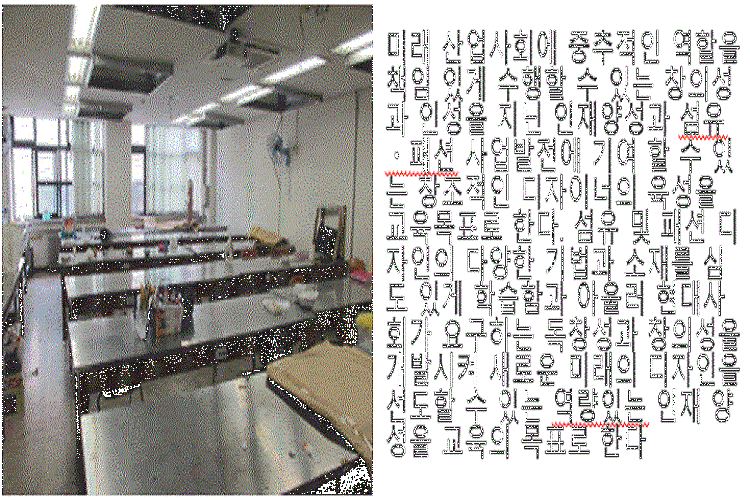 미래 산업사회에 중추적인 역할을
책임 있게 수행할 수 있는 창의성
과 인성을 지닌 인재양성과 섬유
·패션 사업발전에 기여할 수 있
는 창조적인 디자이너의 육성을
교육목표로 한다. 섬유 및 패션 디
자인의 다양한 기법과 소재를 심
도 있게 학습함과 아울러 현대사
회가 요구하는 독창성과 창의성을
개발시켜 새로운 미래의 디자인을
선도할 수 있는 역량있는 인재 양
성을 교육의 목표로 한다